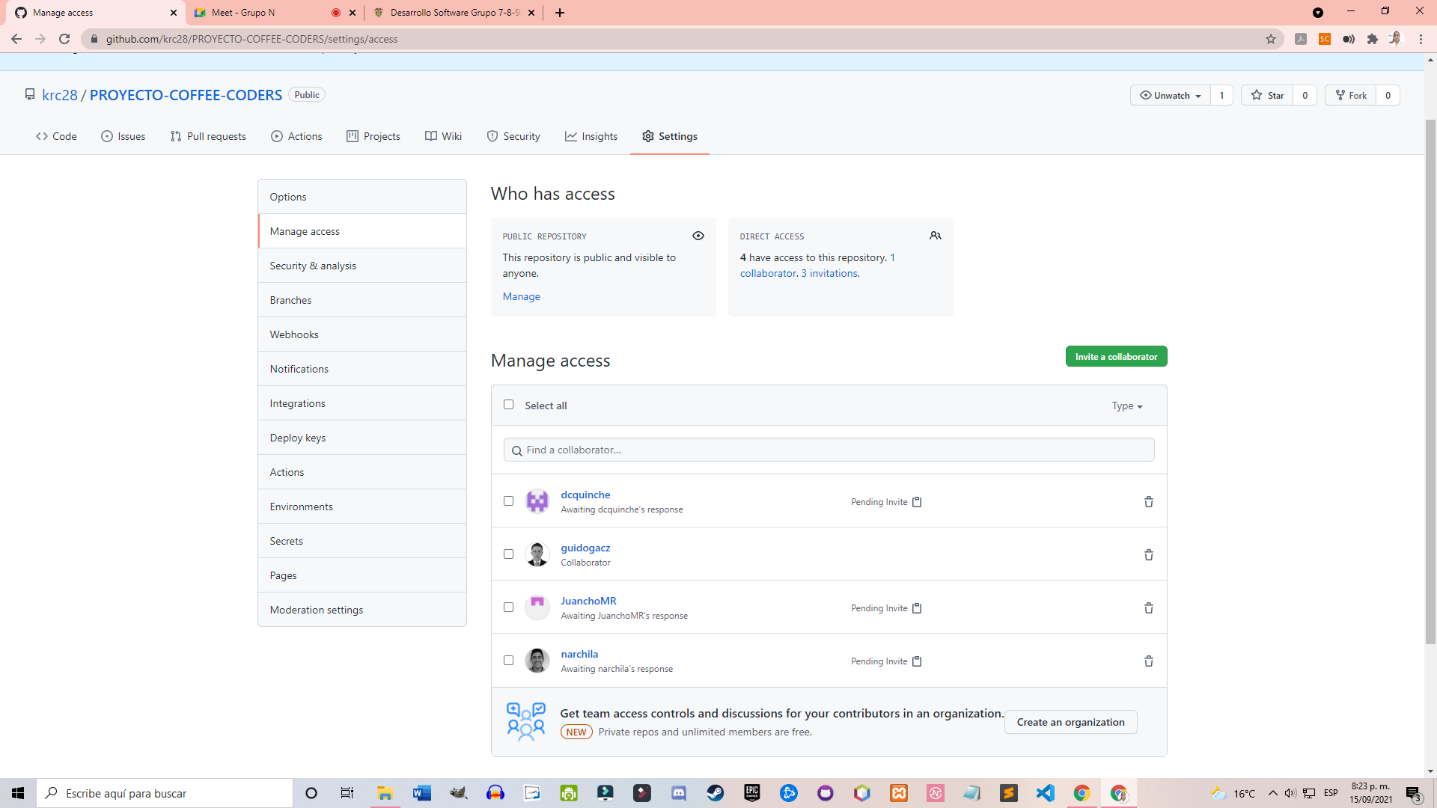 Manage access
Meet - Grupo N
Desarrollo Software Grupo 7-8-9
github.com/krc28/PROYECTO-COFFEE-CODERS/settings/access
SC
krc28 / PROYECTO-COFFEE-CODERS Public
Unwatch 1
Star 0
Fork 0
Code
Issues
Pull requests
Actions
Projects
Wiki
Security
Insights
Settings
Options
Manage access
Security & analysis
Branches
Webhooks
Notifications
Integrations
Deploy keys
Actions
Environments
Secrets
Pages
Moderation settings
Who has access
PUBLIC REPOSITORY
This repository is public and visible to
anyone.
Manage
DIRECT ACCESS
4 have access to this repository. 1
collaborator. 3 invitations.
Manage access
Invite a collaborator
Select all
Type
Find a collaborator...
dcquinche
Awaiting dcquinche's response
Pending Invite
guidogacz
Collaborator
JuanchoMR
Awaiting JuanchoMR's response
Pending Invite
narchila
Awaiting narchila's response
Pending Invite
Get team access controls and discussions for your contributors in an organization.
NEW Private repos and unlimited members are free.
Create an organization
Escribe aquí para buscar
EPIC
16°C
ESP
8:23 p. m.
15/09/2021
3